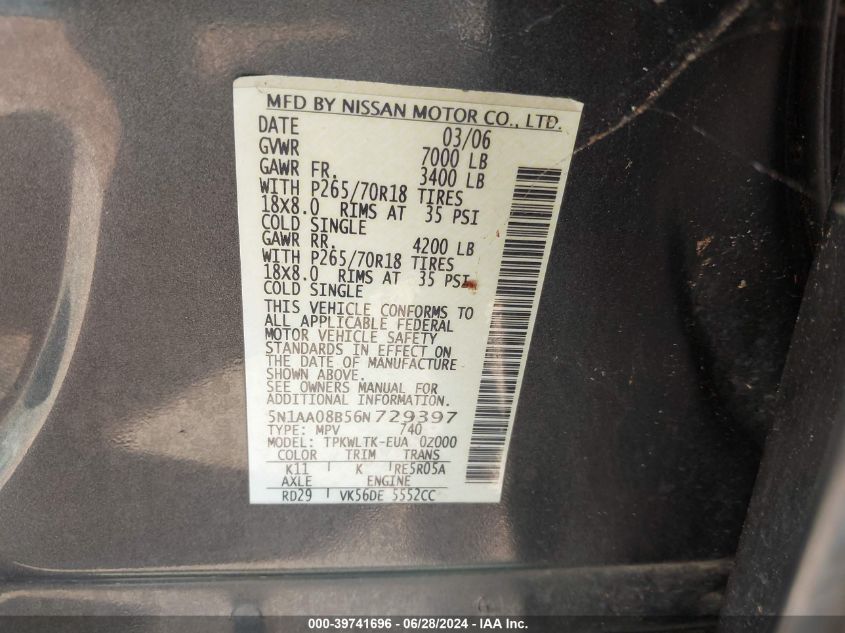 MFD BY NISSAN MOTOR CO., LTD.
DATE 03/06
GVWR 7000 LB
GAWR FR. 3400 LB
WITH P265/70R18 TIRES
18X8.0 RIMS AT 35 PSI
COLD SINGLE
GAWR RR. 4200 LB
WITH P265/70R18 TIRES
18X8.0 RIMS AT 35 PSI
COLD SINGLE
THIS VEHICLE CONFORMS TO
ALL APPLICABLE FEDERAL
MOTOR VEHICLE SAFETY
STANDARDS IN EFFECT ON
THE DATE OF MANUFACTURE
SHOWN ABOVE.
SEE OWNERS MANUAL FOR
ADDITIONAL INFORMATION.
5N1AA08B56N729397
TYPE: MPV 740
MODEL: TPKWLTK-EUA 0Z000
COLOR TRIM TRANS
K11 K RE5R05A
AXLE ENGINE
RD29 VK56DE 5552CC
000-39741696 - 06/28/2024 - IAA Inc.